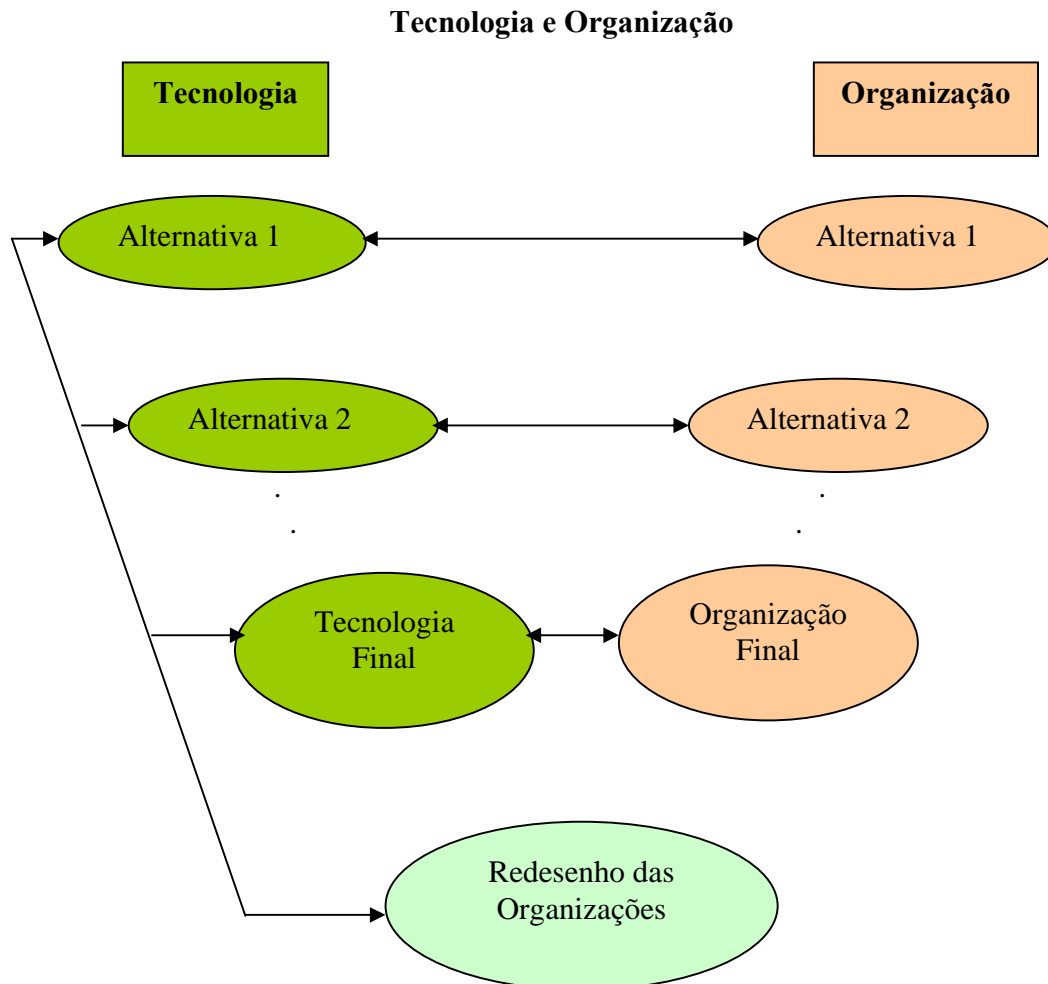 Tecnologia e Organização
Tecnologia
Organização
Alternativa 1
Alternativa 1
Alternativa 2
Alternativa 2
Tecnologia
Final
Organização
Final
Redesenho das
Organizações